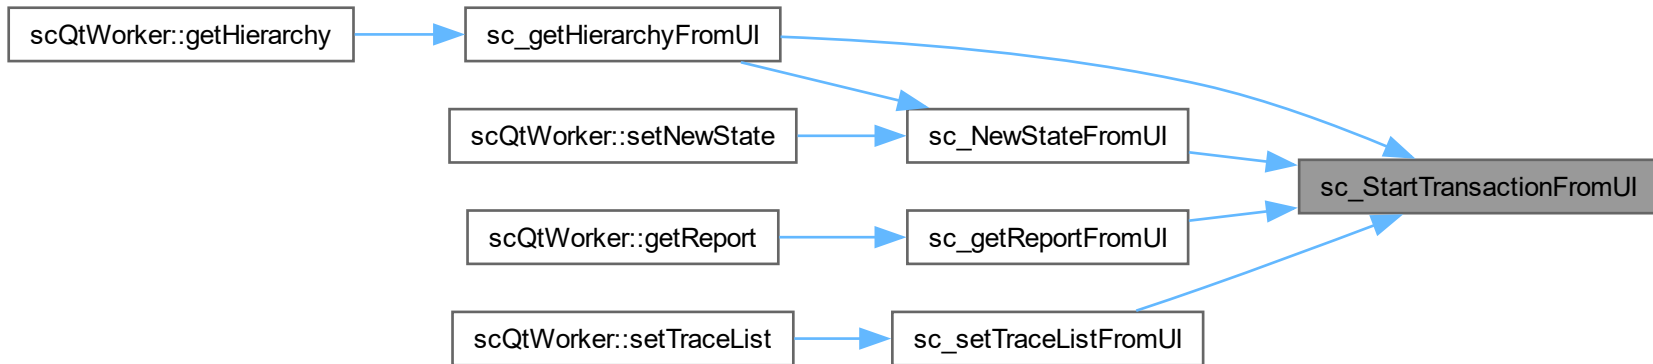 scQtWorker::getHierarchy
sc_getHierarchyFromUI
scQtWorker::setNewState
sc_NewStateFromUI
sc_StartTransactionFromUI
scQtWorker::getReport
sc_getReportFromUI
scQtWorker::setTraceList
sc_setTraceListFromUI